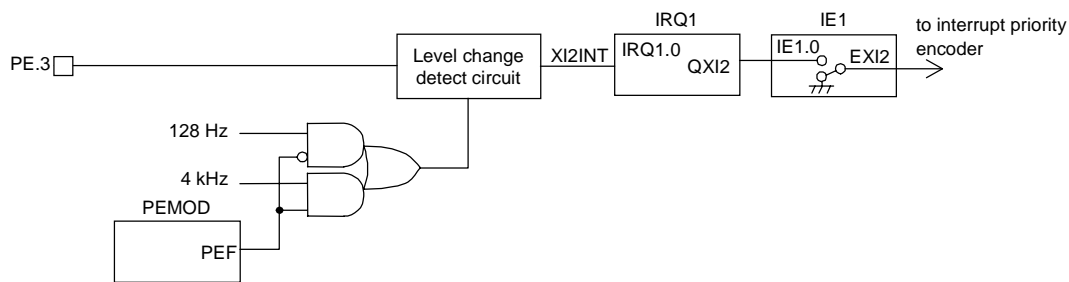 IRQ1
IE1
to interrupt priority
encoder
PE.3
Level change
detect circuit
XI2INT
IRQ1.0
QXI2
IE1.0
EXI2
128 Hz
4 kHz
PEMOD
PEF